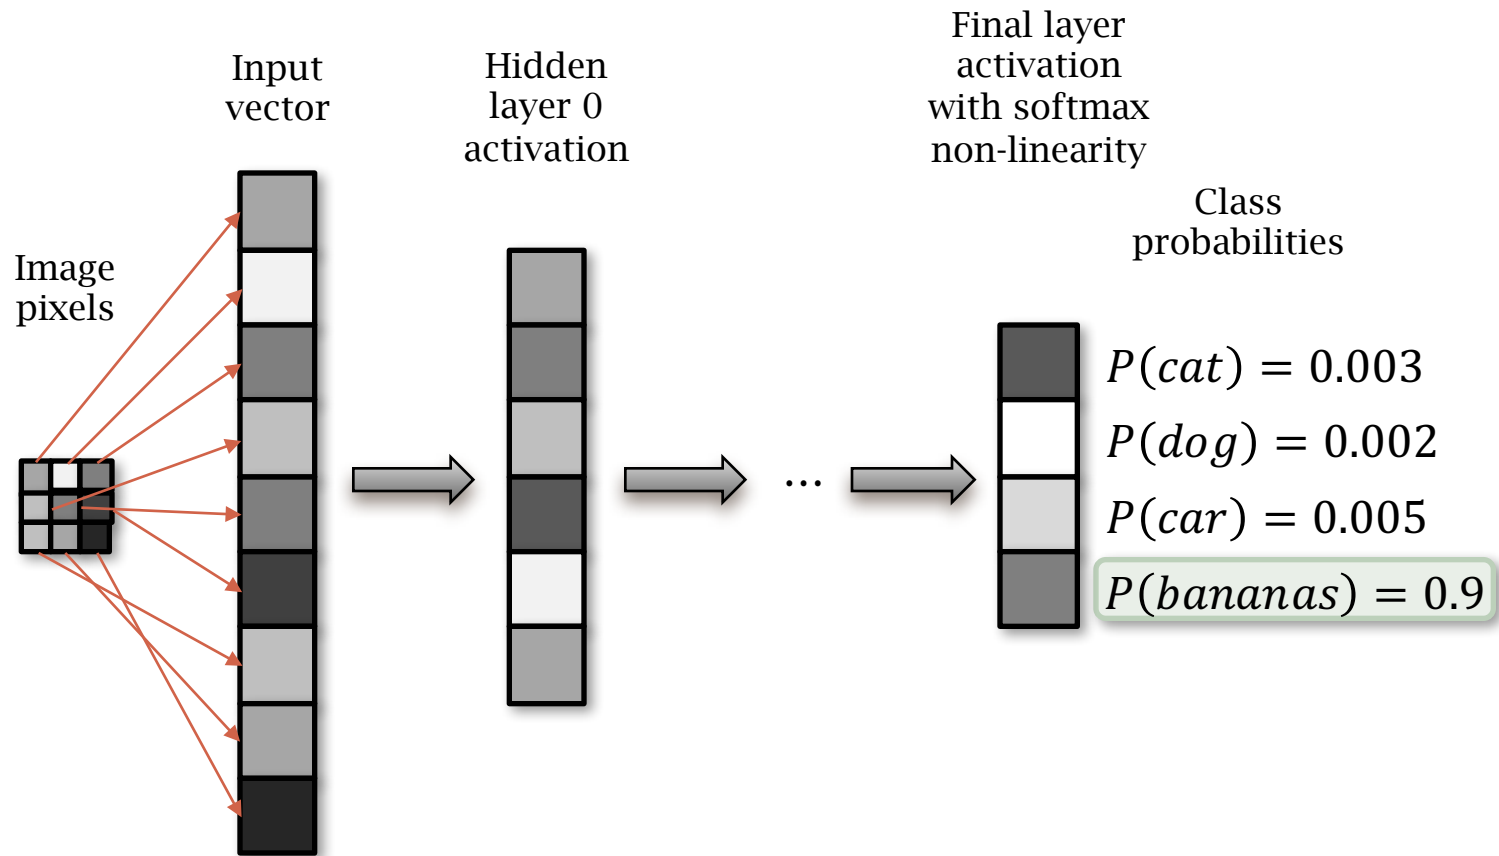 Image
pixels
Input
vector
Hidden
layer 0
activation
...
Final layer
activation
with softmax
non-linearity
Class
probabilities
P(cat) = 0.003
P(dog) = 0.002
P(car) = 0.005
P(bananas) = 0.9